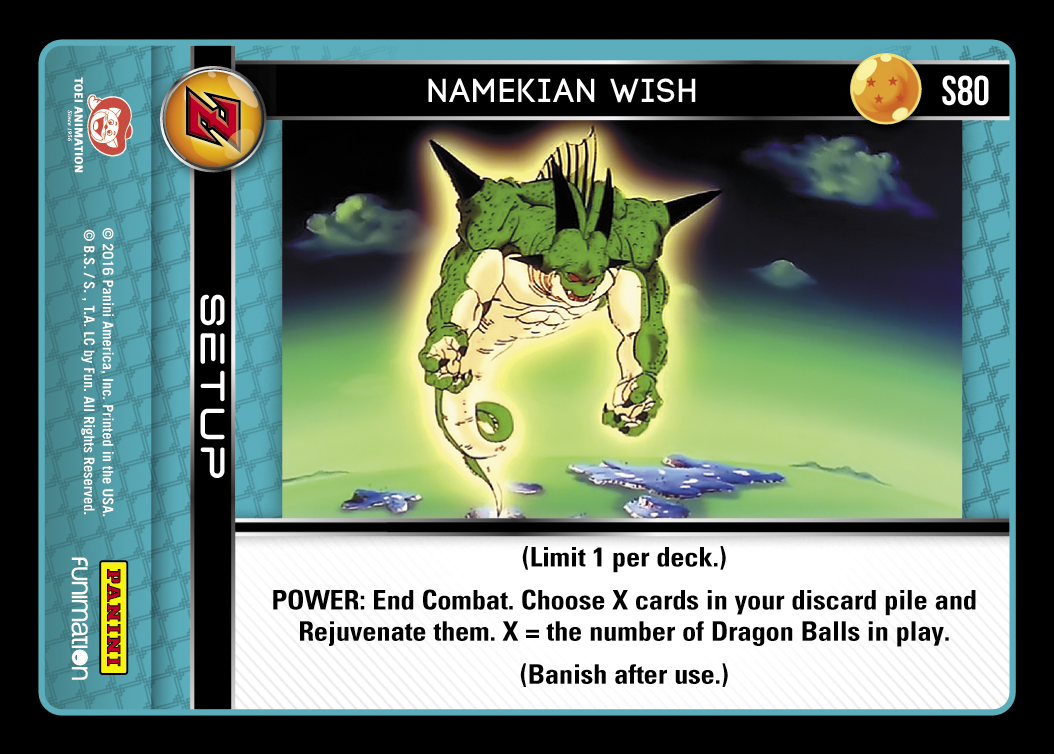 NAMEKIAN WISH
S80
SETUP
(Limit 1 per deck.)
POWER: End Combat. Choose X cards in your discard pile and
Rejuvenate them. X = the number of Dragon Balls in play.
(Banish after use.)
TOEI ANIMATION
Since 1956
© 2016 Panini America, Inc. Printed in the USA.
© B.S./ S. , T.A. LC by Fun. All Rights Reserved.
FUNIMATION
PANINI